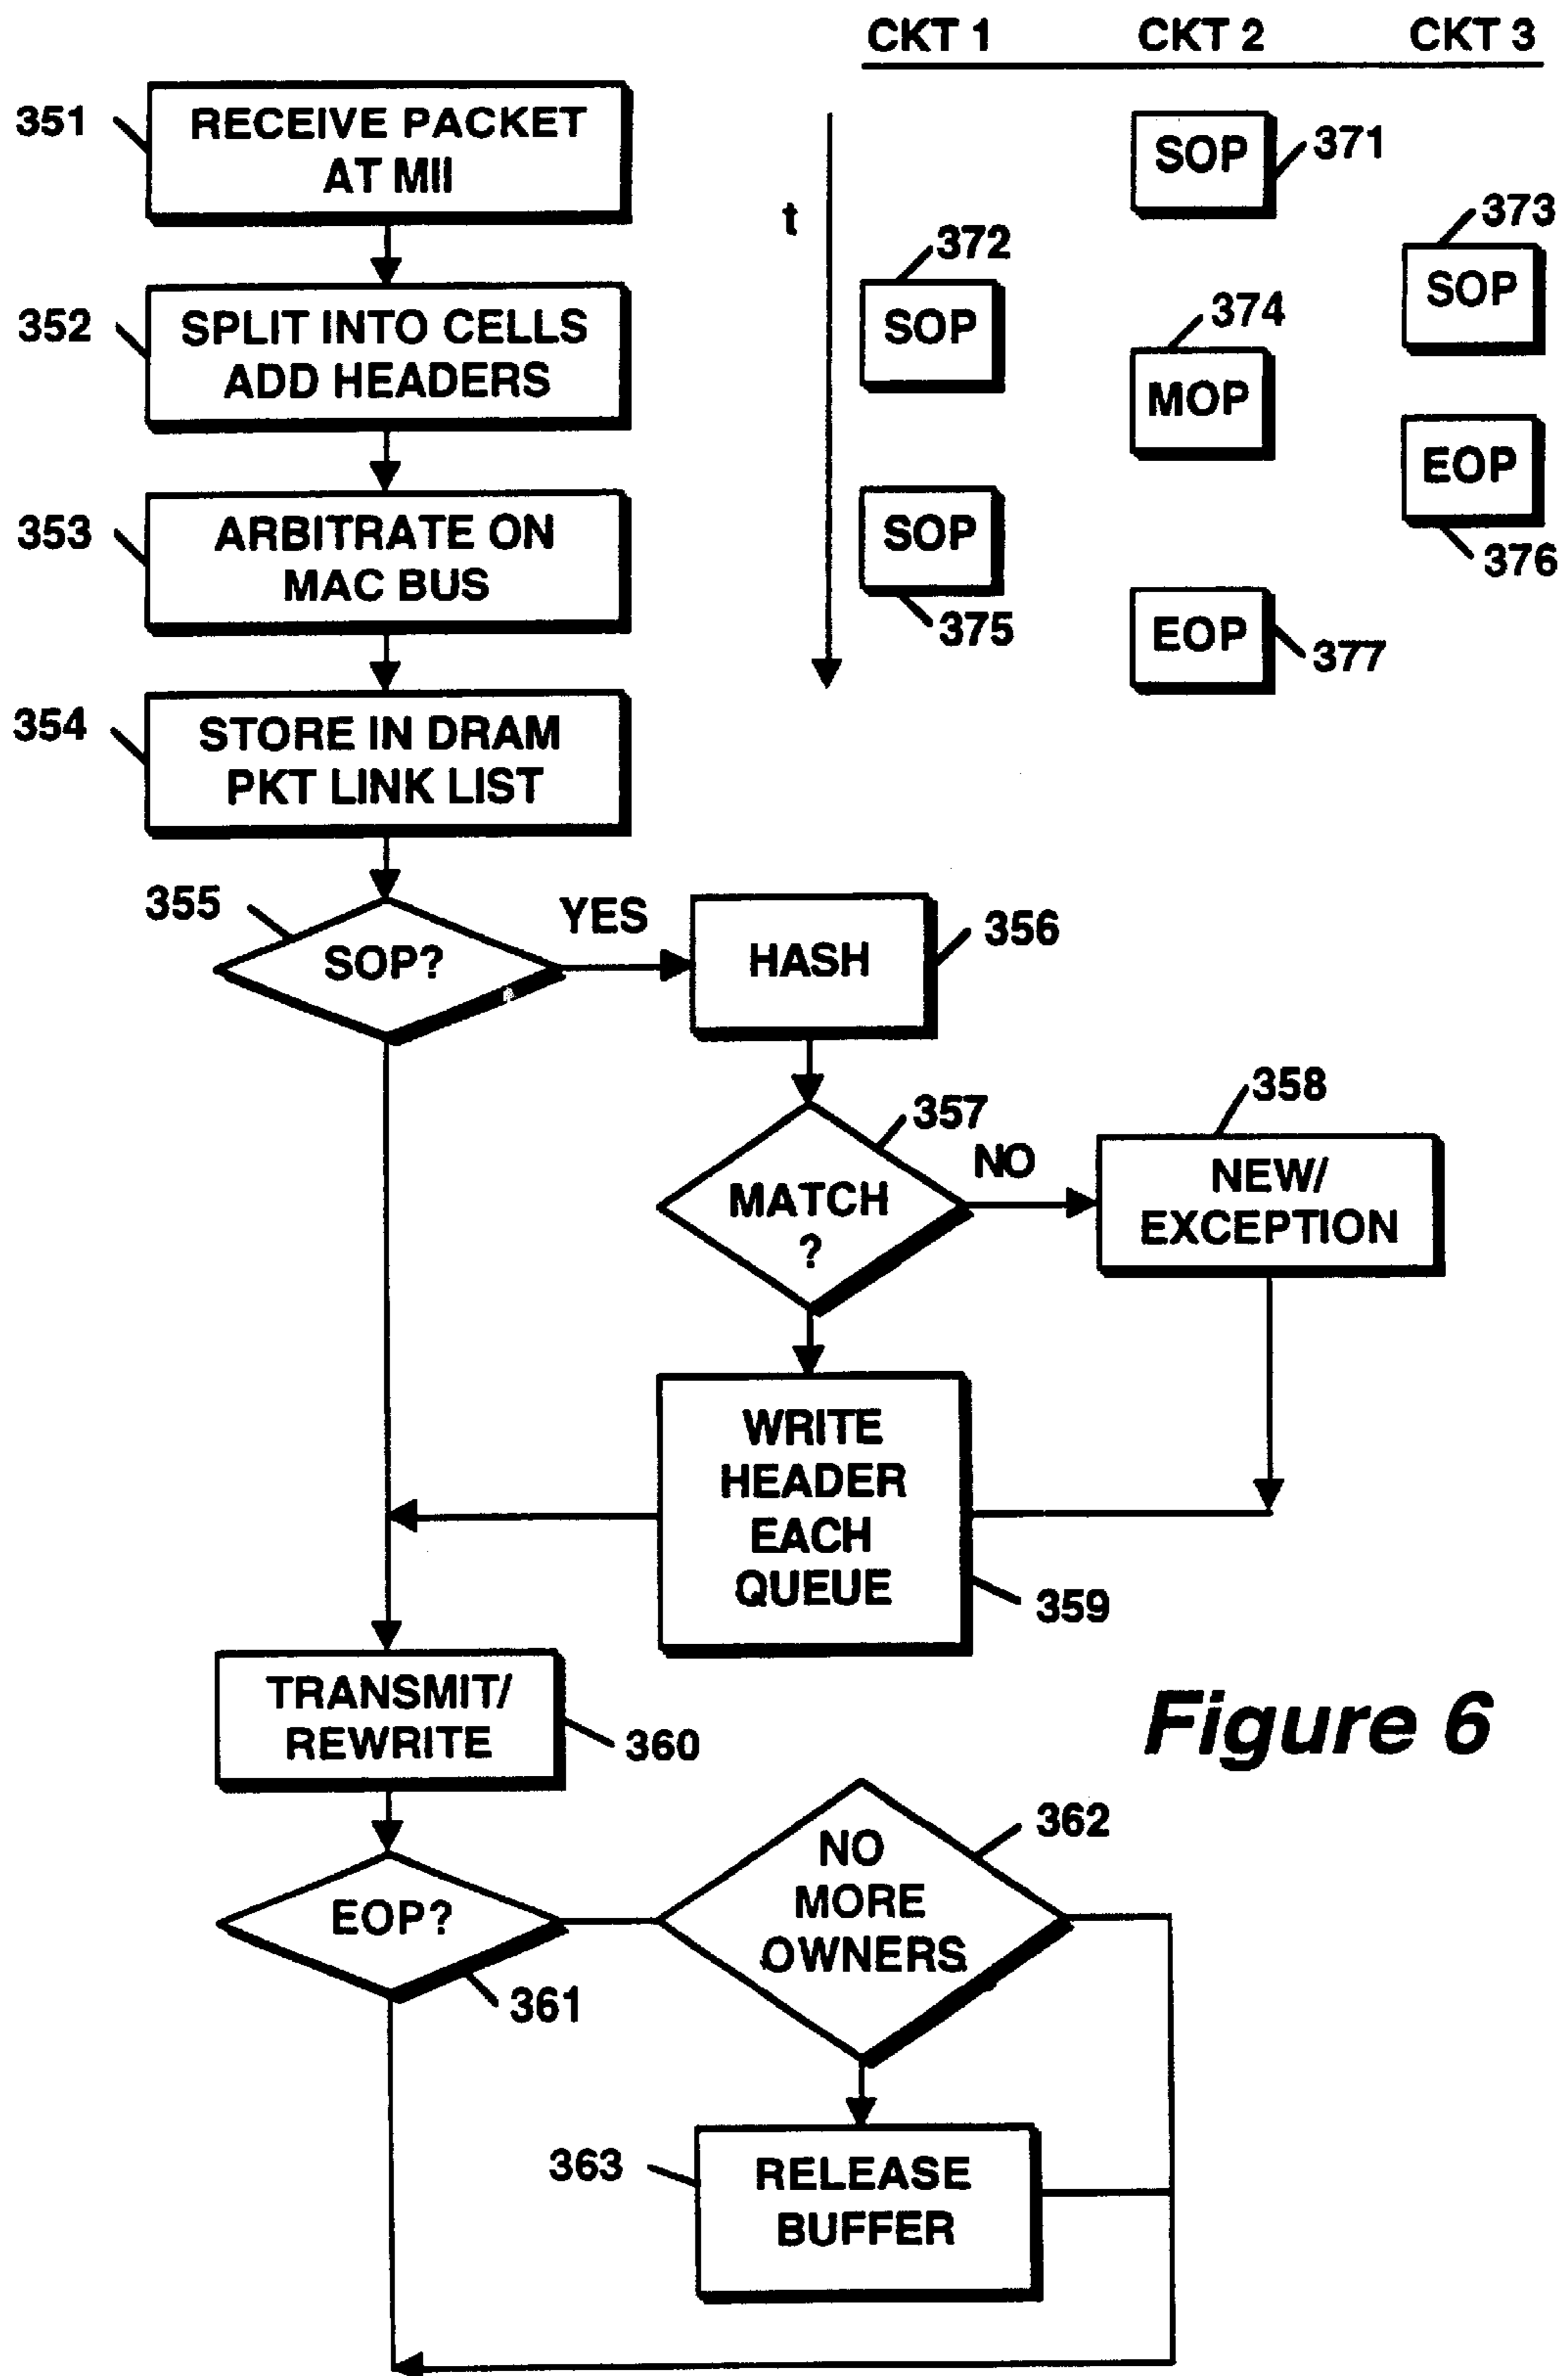 CKT 1 CKT 2 CKT 3
351
RECEIVE PACKET
AT MII
SOP
371
t
373
372
352
SPLIT INTO CELLS
ADD HEADERS
SOP
374
SOP
MOP
353
ARBITRATE ON
MAC BUS
EOP
SOP
376
375
EOP
377
354
STORE IN DRAM
PKT LINK LIST
355
SOP?
YES
HASH
356
357
MATCH
?
NO
358
NEW/
EXCEPTION
WRITE
HEADER
EACH
QUEUE
359
TRANSMIT/
REWRITE
360
Figure 6
EOP?
361
NO
MORE
OWNERS
362
363
RELEASE
BUFFER